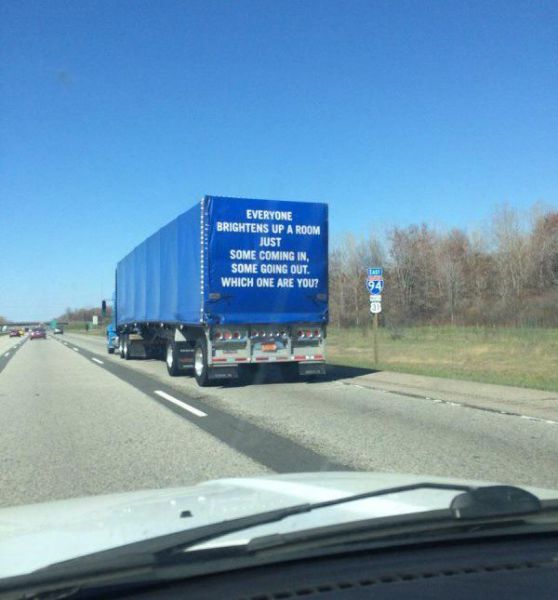 EVERYONE
BRIGHTENS UP A ROOM
JUST
SOME COMING IN,
SOME GOING OUT.
WHICH ONE ARE YOU?
EAST
94